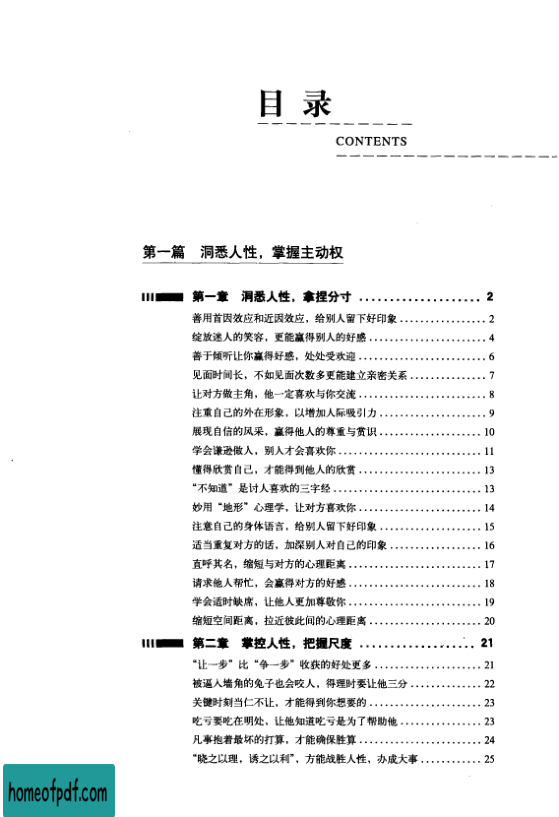 目录
CONTENTS
第一篇 洞悉人性，掌握主动权
第一章 洞悉人性，拿捏分寸 .................... 2
善用首因效应和近因效应，给别人留下好印象 ................. 2
绽放迷人的笑容，更能赢得别人的好感 ....................... 4
善于倾听让你赢得好感，处处受欢迎 ......................... 6
见面时间长，不如见面次数多更能建立亲密关系 ............... 7
让对方做主角，他一定喜欢与你交流 ......................... 8
注重自己的外在形象，以增加人际吸引力 ..................... 9
展现自信的风采，赢得他人的尊重与赏识 .................... 10
学会谦逊做人，别人才会喜欢你 ............................ 11
懂得欣赏自己，才能得到他人的欣赏 ........................ 13
“不知道”是讨人喜欢的三字经 ............................. 13
妙用“地形”心理学，让对方喜欢你 ........................ 14
注意自己的身体语言，给别人留下好印象 .................... 15
适当重复对方的话，加深别人对自己的印象 .................. 16
直呼其名，缩短与对方的心理距离 .......................... 17
请求他人帮忙，会赢得对方的好感 .......................... 18
学会适时缺席，让他人更加尊敬你 .......................... 19
缩短空间距离，拉近彼此间的心理距离 ...................... 20
第二章 掌控人性，把握尺度 ................... 21
“让一步”比“争一步”收获的好处更多 ..................... 21
被逼入墙角的兔子也会咬人，得理时要让他三分 .............. 22
关键时刻当仁不让，才能得到你想要的 ...................... 23
吃亏要吃在明处，让他知道吃亏是为了帮助他 ................ 23
凡事抱着最坏的打算，才能确保胜算 ........................ 24
“晓之以理，诱之以利”，方能战胜人性，办成大事 ............ 25
homeofpdf.com